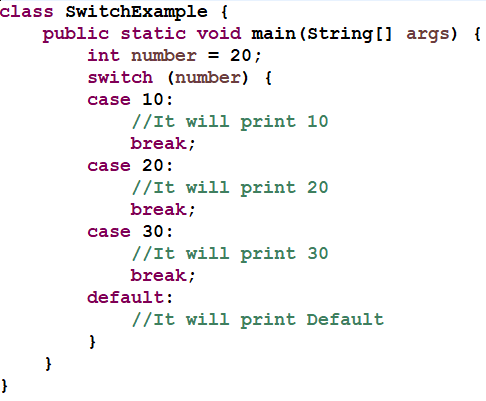 class SwitchExample {
    public static void main(String[] args) {
        int number = 20;
        switch (number) {
        case 10:
            //It will print 10
            break;
        case 20:
            //It will print 20
            break;
        case 30:
            //It will print 30
            break;
        default:
            //It will print Default
        }
    }
}